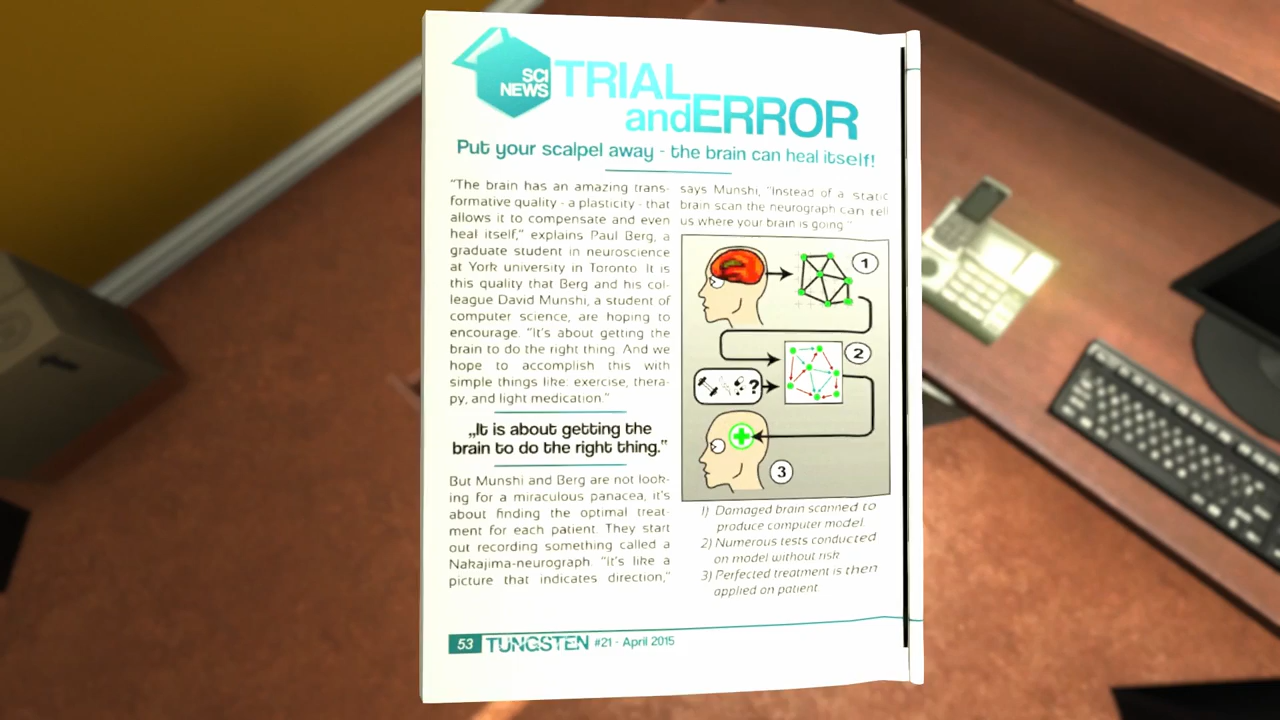 SCI
NEWS
TRIAL
and ERROR
Put your scalpel away - the brain can heal itself!
"The brain has an amazing trans-
formative quality - a plasticity - that
allows it to compensate and even
heal itself," explains Paul Berg, a
graduate student in neuroscience
at York university in Toronto. It is
this quality that Berg and his col-
league David Munshi, a student of
computer science, are hoping to
encourage. "It's about getting the
brain to do the right thing. And we
hope to accomplish this with
simple things like: exercise, thera-
py, and light medication."
„It is about getting the
brain to do the right thing."
But Munshi and Berg are not look-
ing for a miraculous panacea, it's
about finding the optimal treat-
ment for each patient. They start
out recording something called a
Nakajima-neurograph. "It's like a
picture that indicates direction,"
says Munshi, "Instead of a static
brain scan the neurograph can tell
us where your brain is going."
1
2
?
3
1) Damaged brain scanned to
produce computer model
2) Numerous tests conducted
on model without risk
3) Perfected treatment is then
applied on patient
53 TUNGSTEN #21 - April 2015